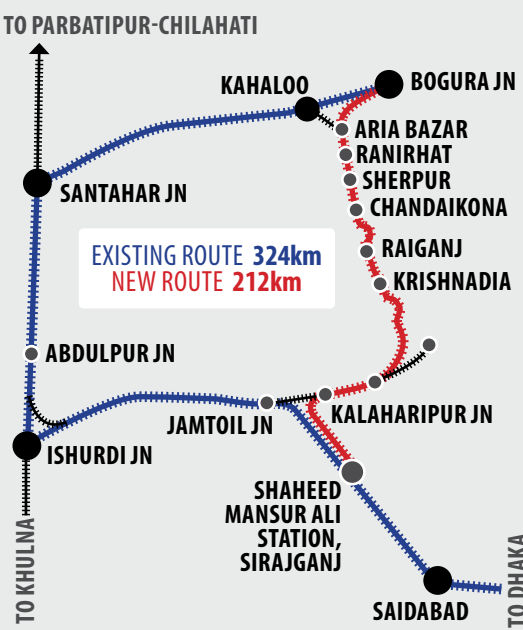 TO PARBATIPUR-CHILAHATI
KAHALOO
BOGURA JN
ARIA BAZAR
RANIRHAT
SHERPUR
SANTAHAR JN
CHANDAIKONA
EXISTING ROUTE 324km
NEW ROUTE 212km
RAIGANJ
KRISHNADIA
ABDULPUR JN
JAMTOIL JN
KALAHARIPUR JN
ISHURDI JN
SHAHEED
MANSUR ALI
STATION,
SIRAJGANJ
TO KHULNA
SAIDABAD
TO DHAKA